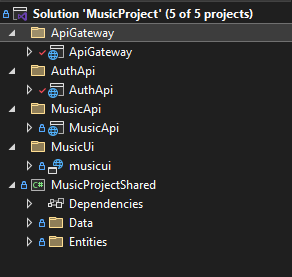 Solution 'MusicProject' (5 of 5 projects)
ApiGateway
ApiGateway
AuthApi
AuthApi
MusicApi
MusicApi
MusicUi
musicui
C# MusicProjectShared
Dependencies
Data
Entities